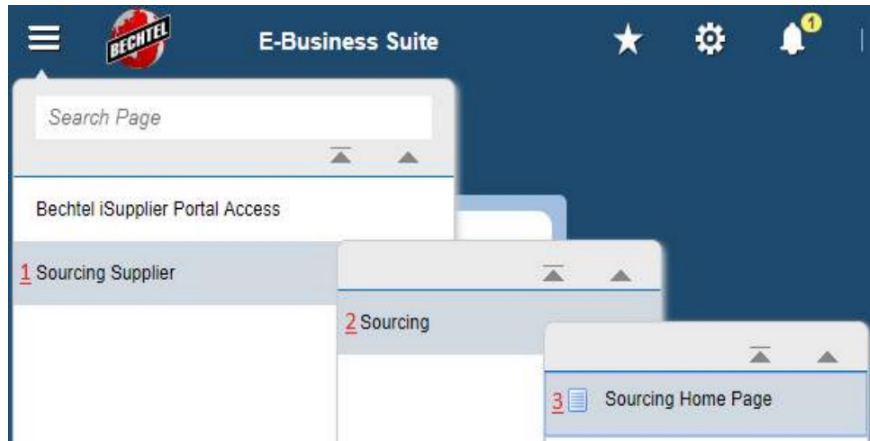 BECHTEL
E-Business Suite
1
Search Page
Bechtel iSupplier Portal Access
1 Sourcing Supplier
2 Sourcing
3 Sourcing Home Page